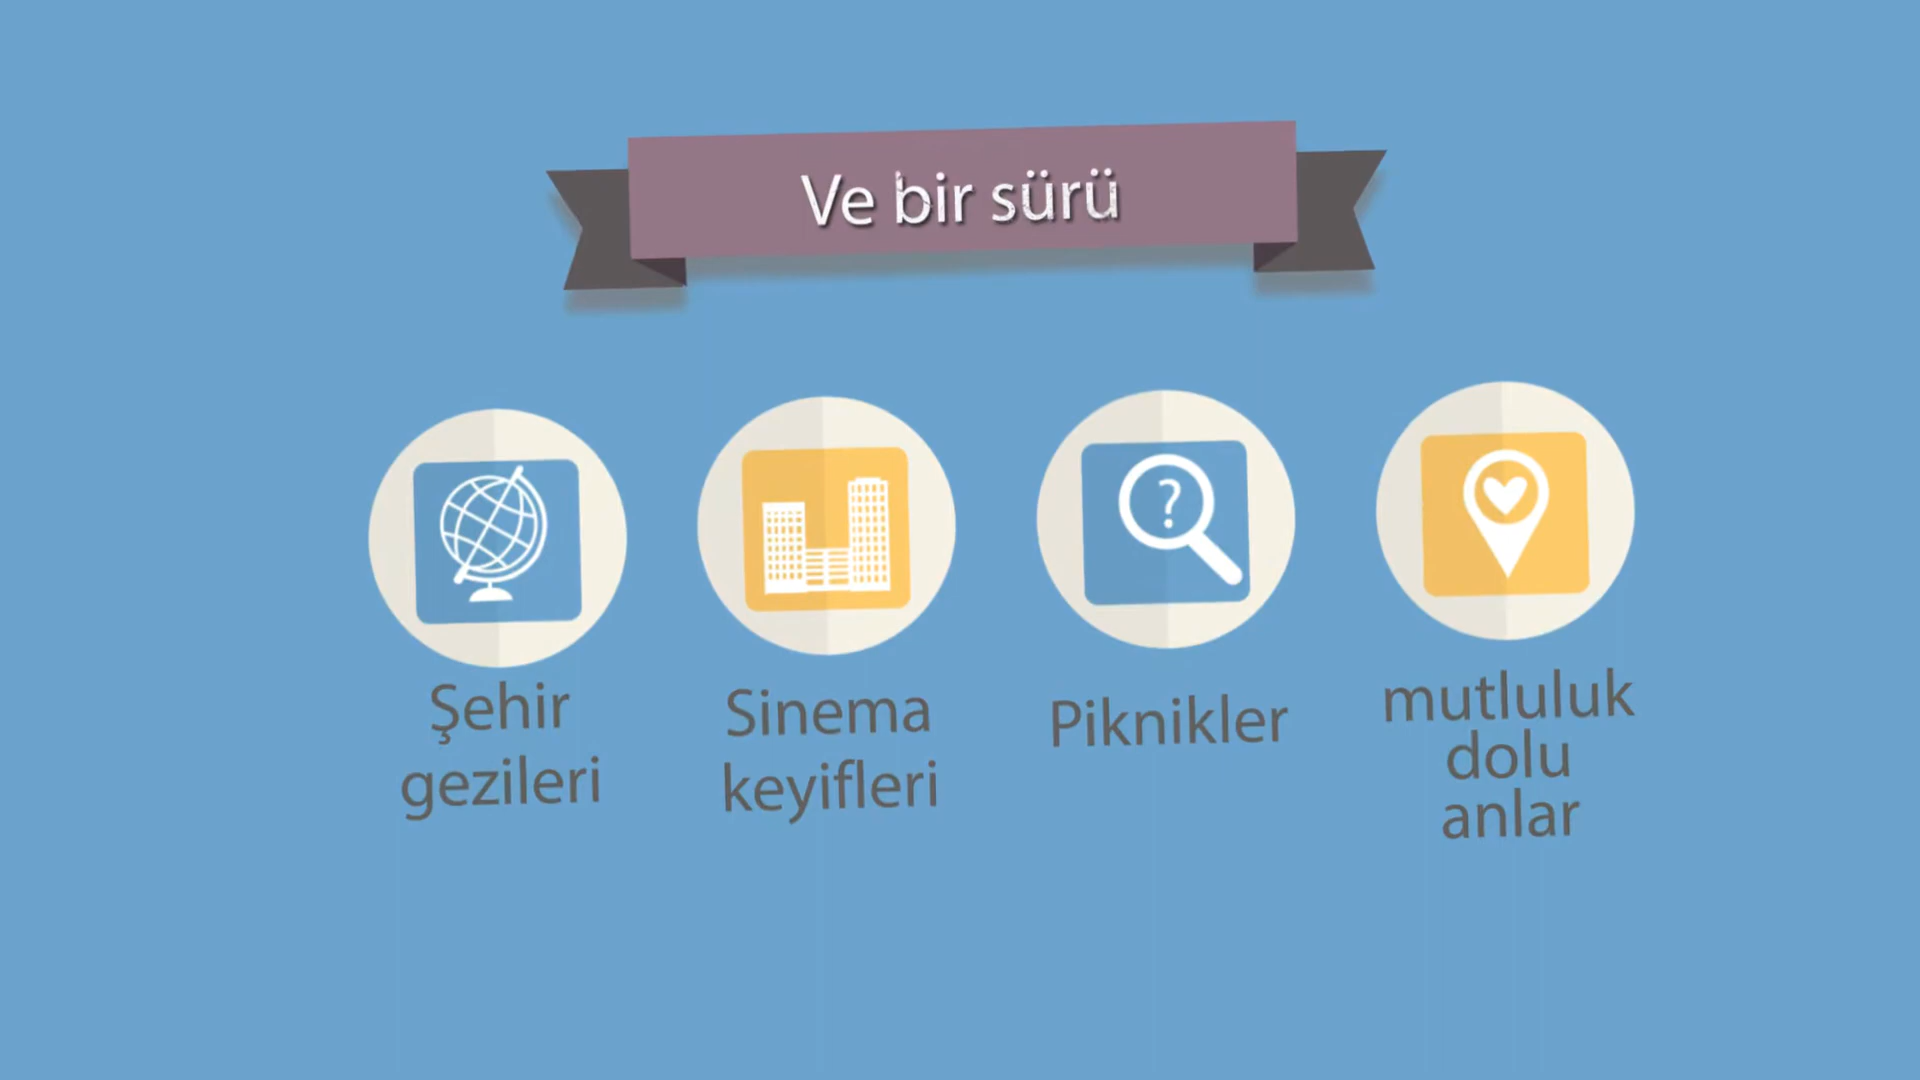 Ve bir sürü
Şehir
gezileri
Sinema
keyifleri
Piknikler
mutluluk
dolu
anlar
?